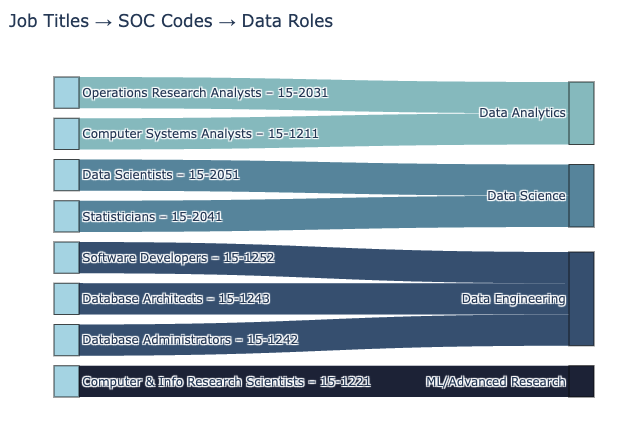 Job Titles → SOC Codes → Data Roles
Operations Research Analysts – 15-2031
Data Analytics
Computer Systems Analysts – 15-1211
Data Scientists – 15-2051
Data Science
Statisticians – 15-2041
Software Developers – 15-1252
Database Architects – 15-1243
Data Engineering
Database Administrators – 15-1242
Computer & Info Research Scientists – 15-1221
ML/Advanced Research